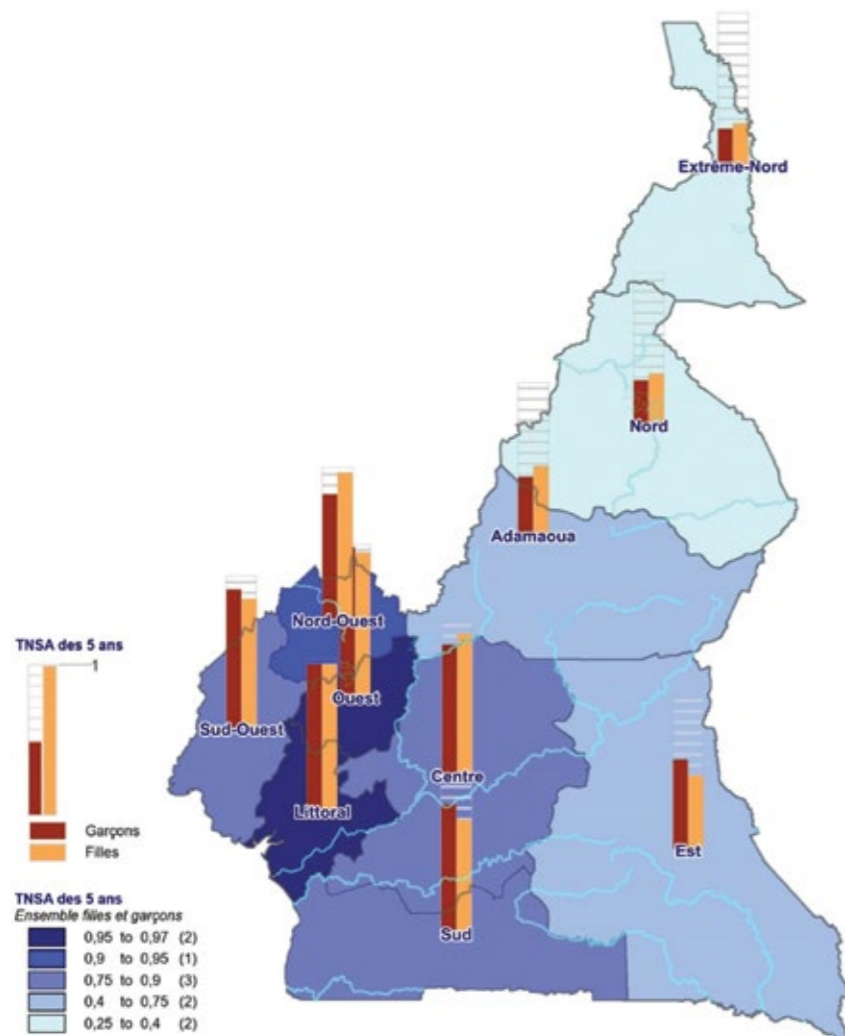 Extrême-Nord
Nord
Adamaoua
Nord-Ouest
Ouest
Sud-Ouest
Centre
Littoral
Est
Sud
TNSA des 5 ans
1
Garçons
Filles
TNSA des 5 ans
Ensemble filles et garçons
0,95 to 0,97 (2)
0,9 to 0,95 (1)
0,75 to 0,9 (3)
0,4 to 0,75 (2)
0,25 to 0,4 (2)